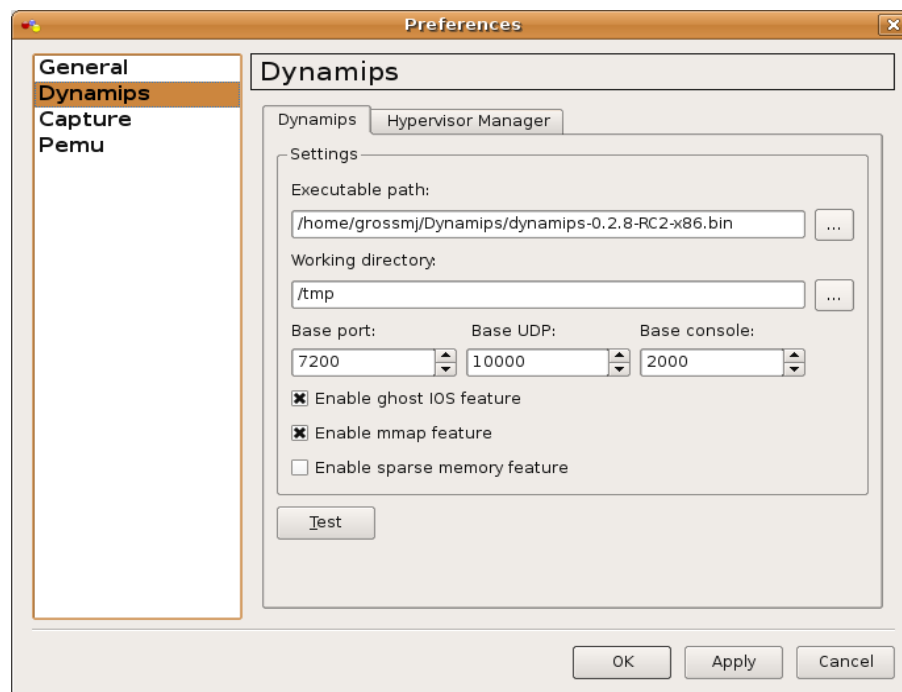 Preferences
General
Dynamips
Capture
Pemu
Dynamips
Dynamips Hypervisor Manager
Settings
Executable path:
/home/grossmj/Dynamips/dynamips-0.2.8-RC2-x86.bin ...
Working directory:
/tmp ...
Base port: Base UDP: Base console:
7200 10000 2000
Enable ghost IOS feature
Enable mmap feature
Enable sparse memory feature
Test
OK Apply Cancel